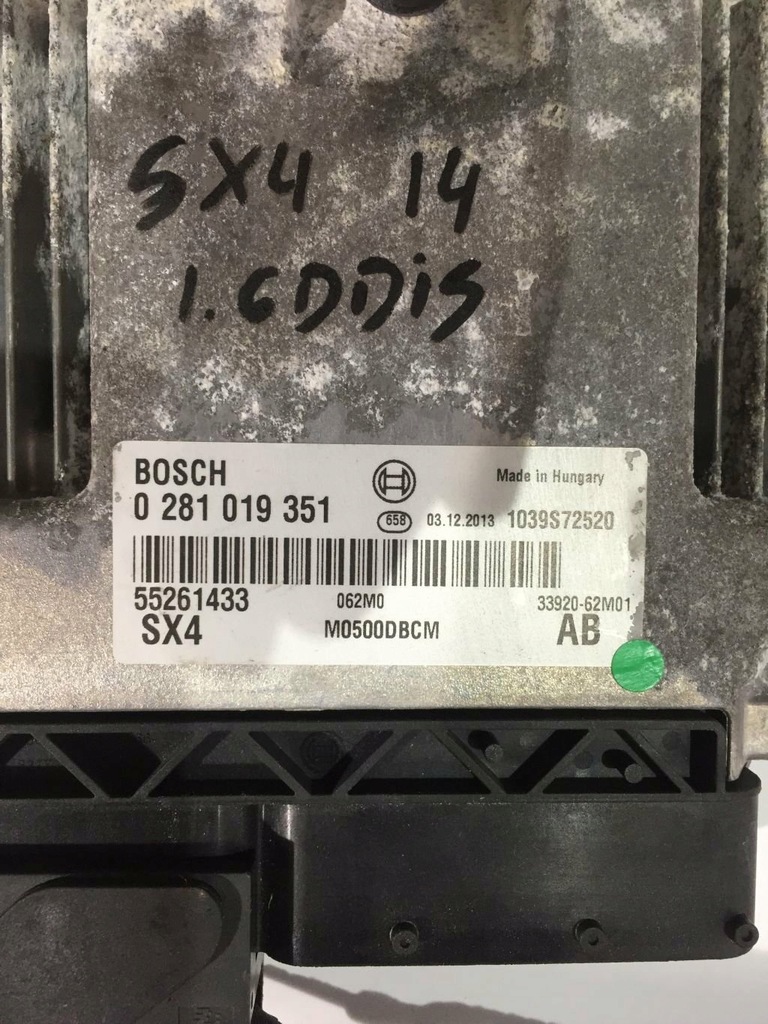 SX4 14
1.6DDiS
BOSCH
Made in Hungary
0 281 019 351
658 03.12.2013 1039S72520
55261433 062M0 33920-62M01
SX4 M0500DBCM AB